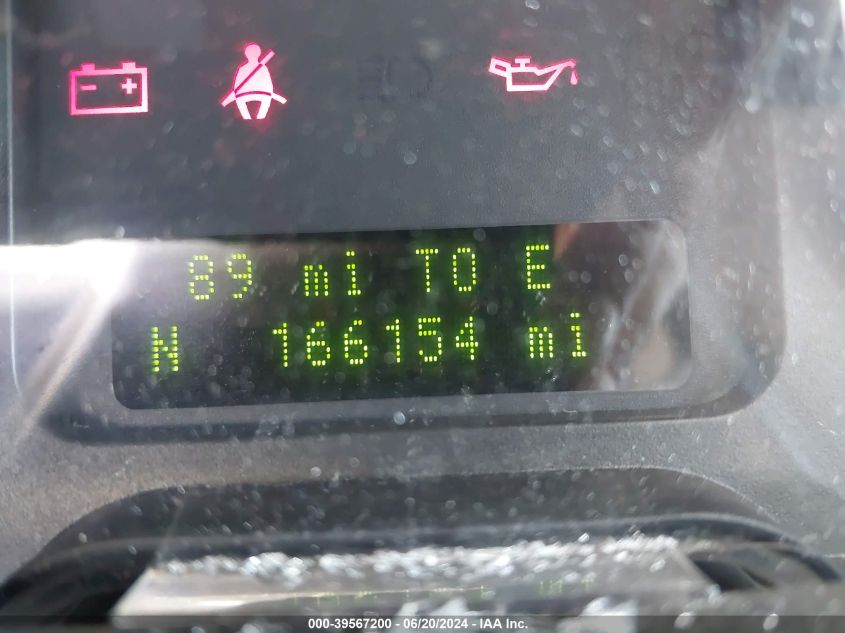 89 mi TO E
N 166154 mi
000-39567200 - 06/20/2024 - IAA Inc.